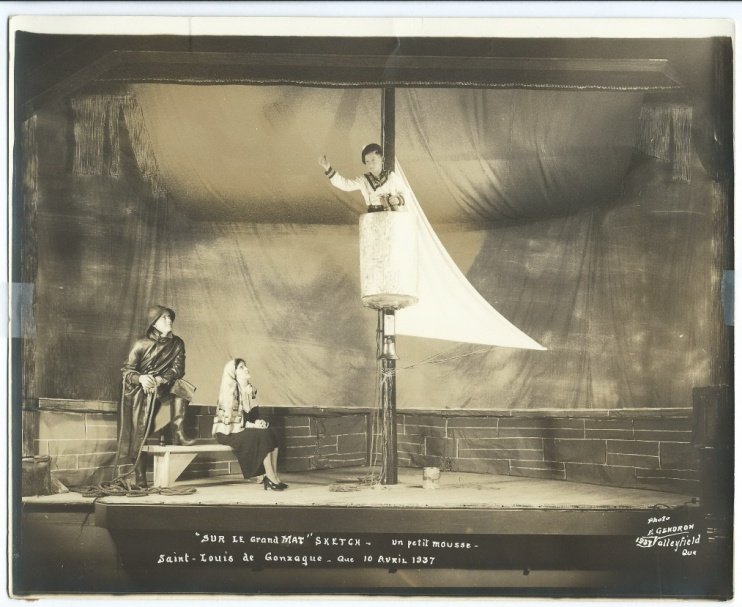 "SUR LE Grand MAT" SKETCH - un petit mousse -
Saint-Louis de Gonzague - Que 10 Avril 1937
Photo
F. GENDRON
1937 Valleyfield
Que